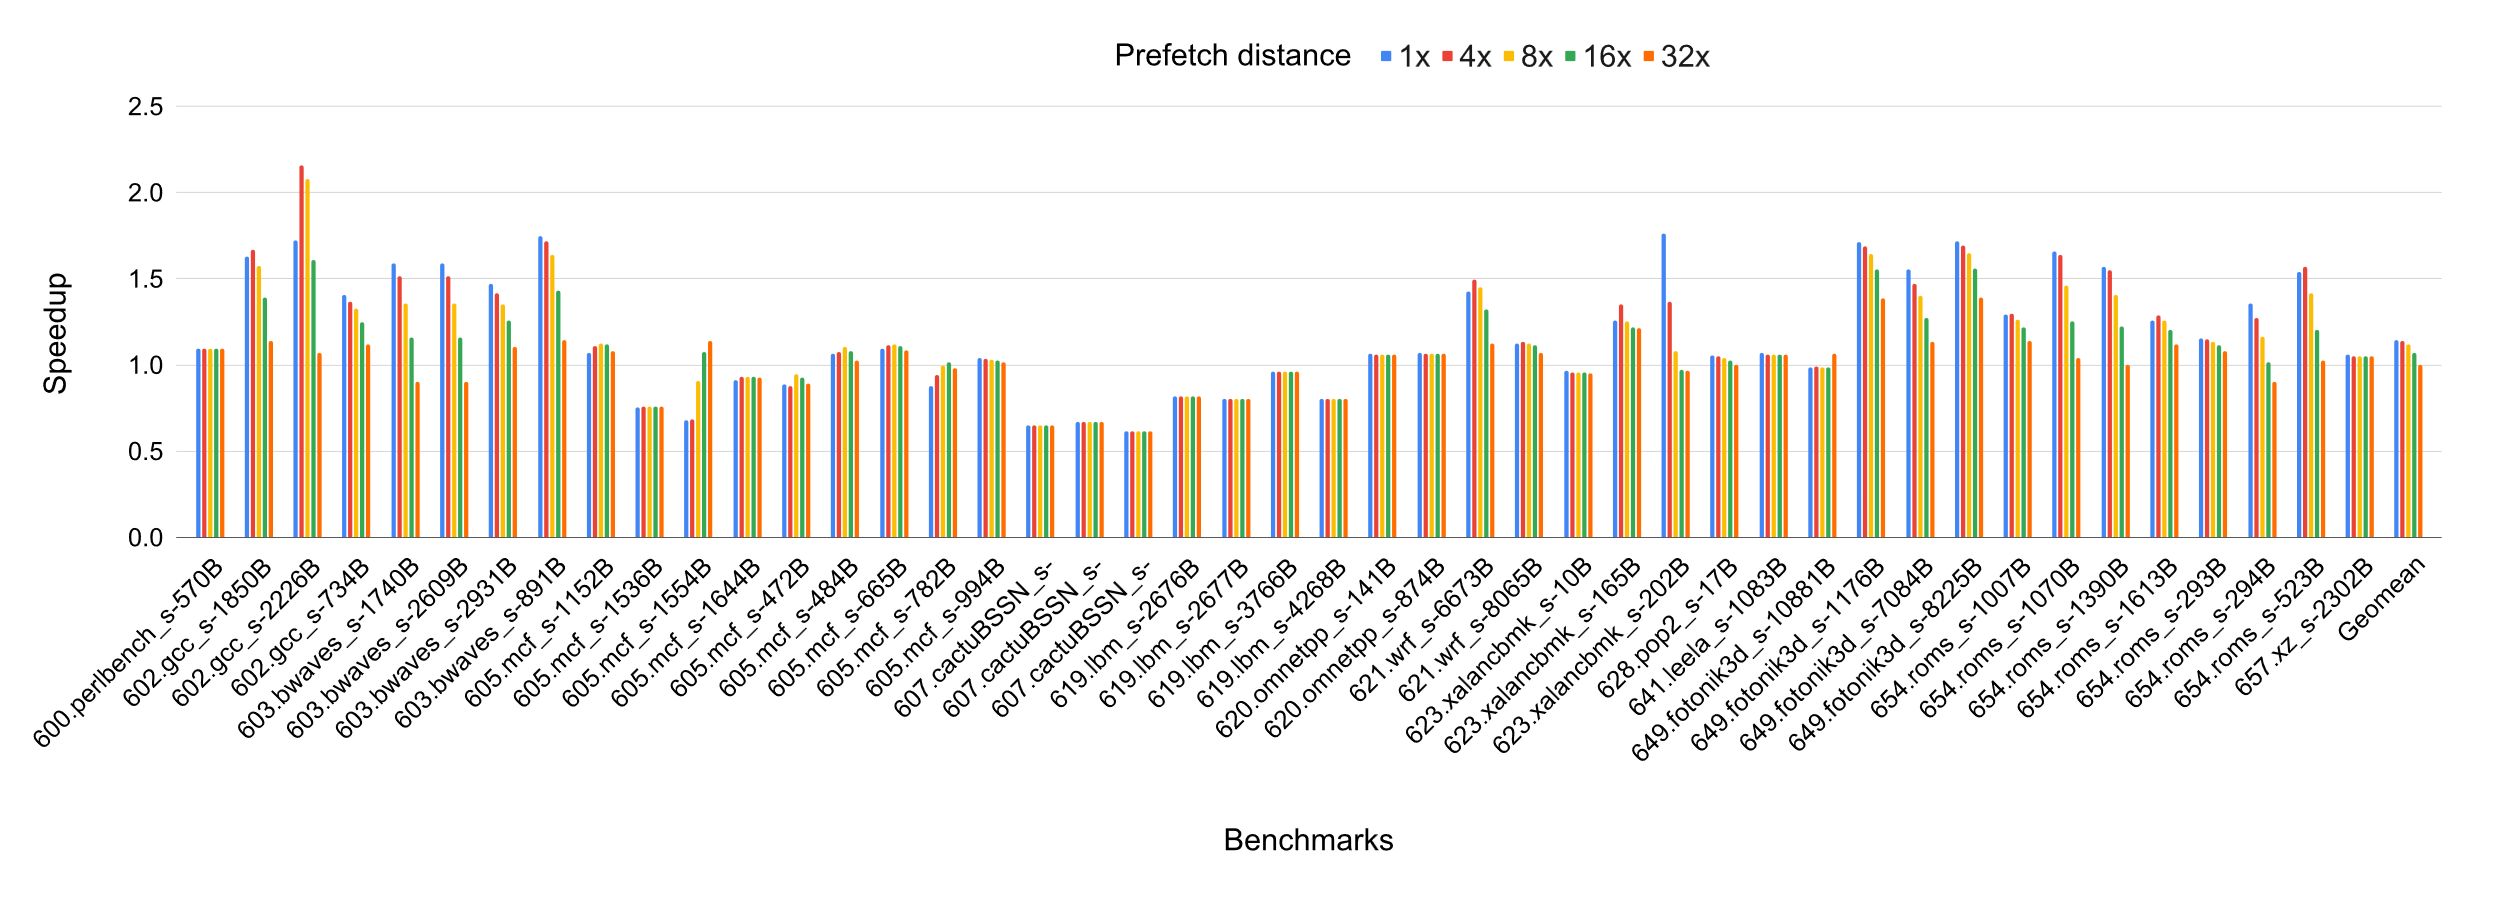 Prefetch distance 1x 4x 8x 16x 32x
2.5
2.0
1.5
1.0
0.5
0.0
Speedup
600.perlbench_s-570B
602.gcc_s-1850B
602.gcc_s-2226B
602.gcc_s-734B
603.bwaves_s-1740B
603.bwaves_s-2609B
603.bwaves_s-2931B
603.bwaves_s-891B
605.mcf_s-1152B
605.mcf_s-1536B
605.mcf_s-1554B
605.mcf_s-1644B
605.mcf_s-472B
605.mcf_s-484B
605.mcf_s-665B
605.mcf_s-782B
605.mcf_s-994B
607.cactuBSSN_s-
607.cactuBSSN_s-
607.cactuBSSN_s-
619.lbm_s-2676B
619.lbm_s-2677B
619.lbm_s-3766B
619.lbm_s-4268B
620.omnetpp_s-141B
620.omnetpp_s-874B
621.wrf_s-6673B
621.wrf_s-8065B
623.xalancbmk_s-10B
623.xalancbmk_s-165B
623.xalancbmk_s-202B
628.pop2_s-17B
641.leela_s-1083B
649.fotonik3d_s-10881B
649.fotonik3d_s-1176B
649.fotonik3d_s-7084B
649.fotonik3d_s-8225B
654.roms_s-1007B
654.roms_s-1070B
654.roms_s-1390B
654.roms_s-1613B
654.roms_s-293B
654.roms_s-294B
654.roms_s-523B
657.xz_s-2302B
Geomean
Benchmarks